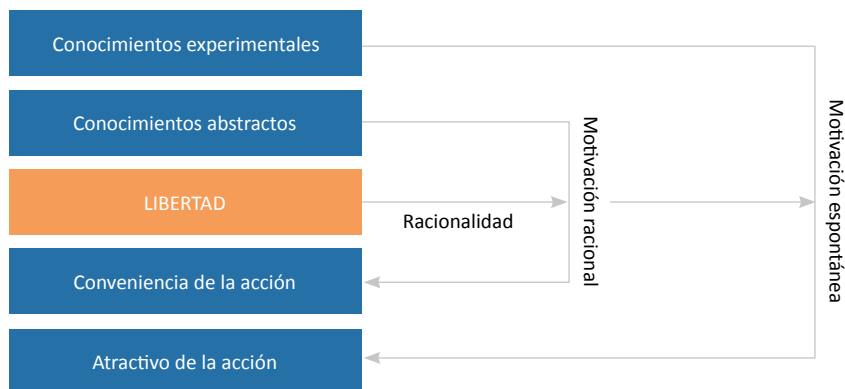 Conocimientos experimentales
Conocimientos abstractos
LIBERTAD
Racionalidad
Conveniencia de la acción
Atractivo de la acción
Motivación racional
Motivación espontánea